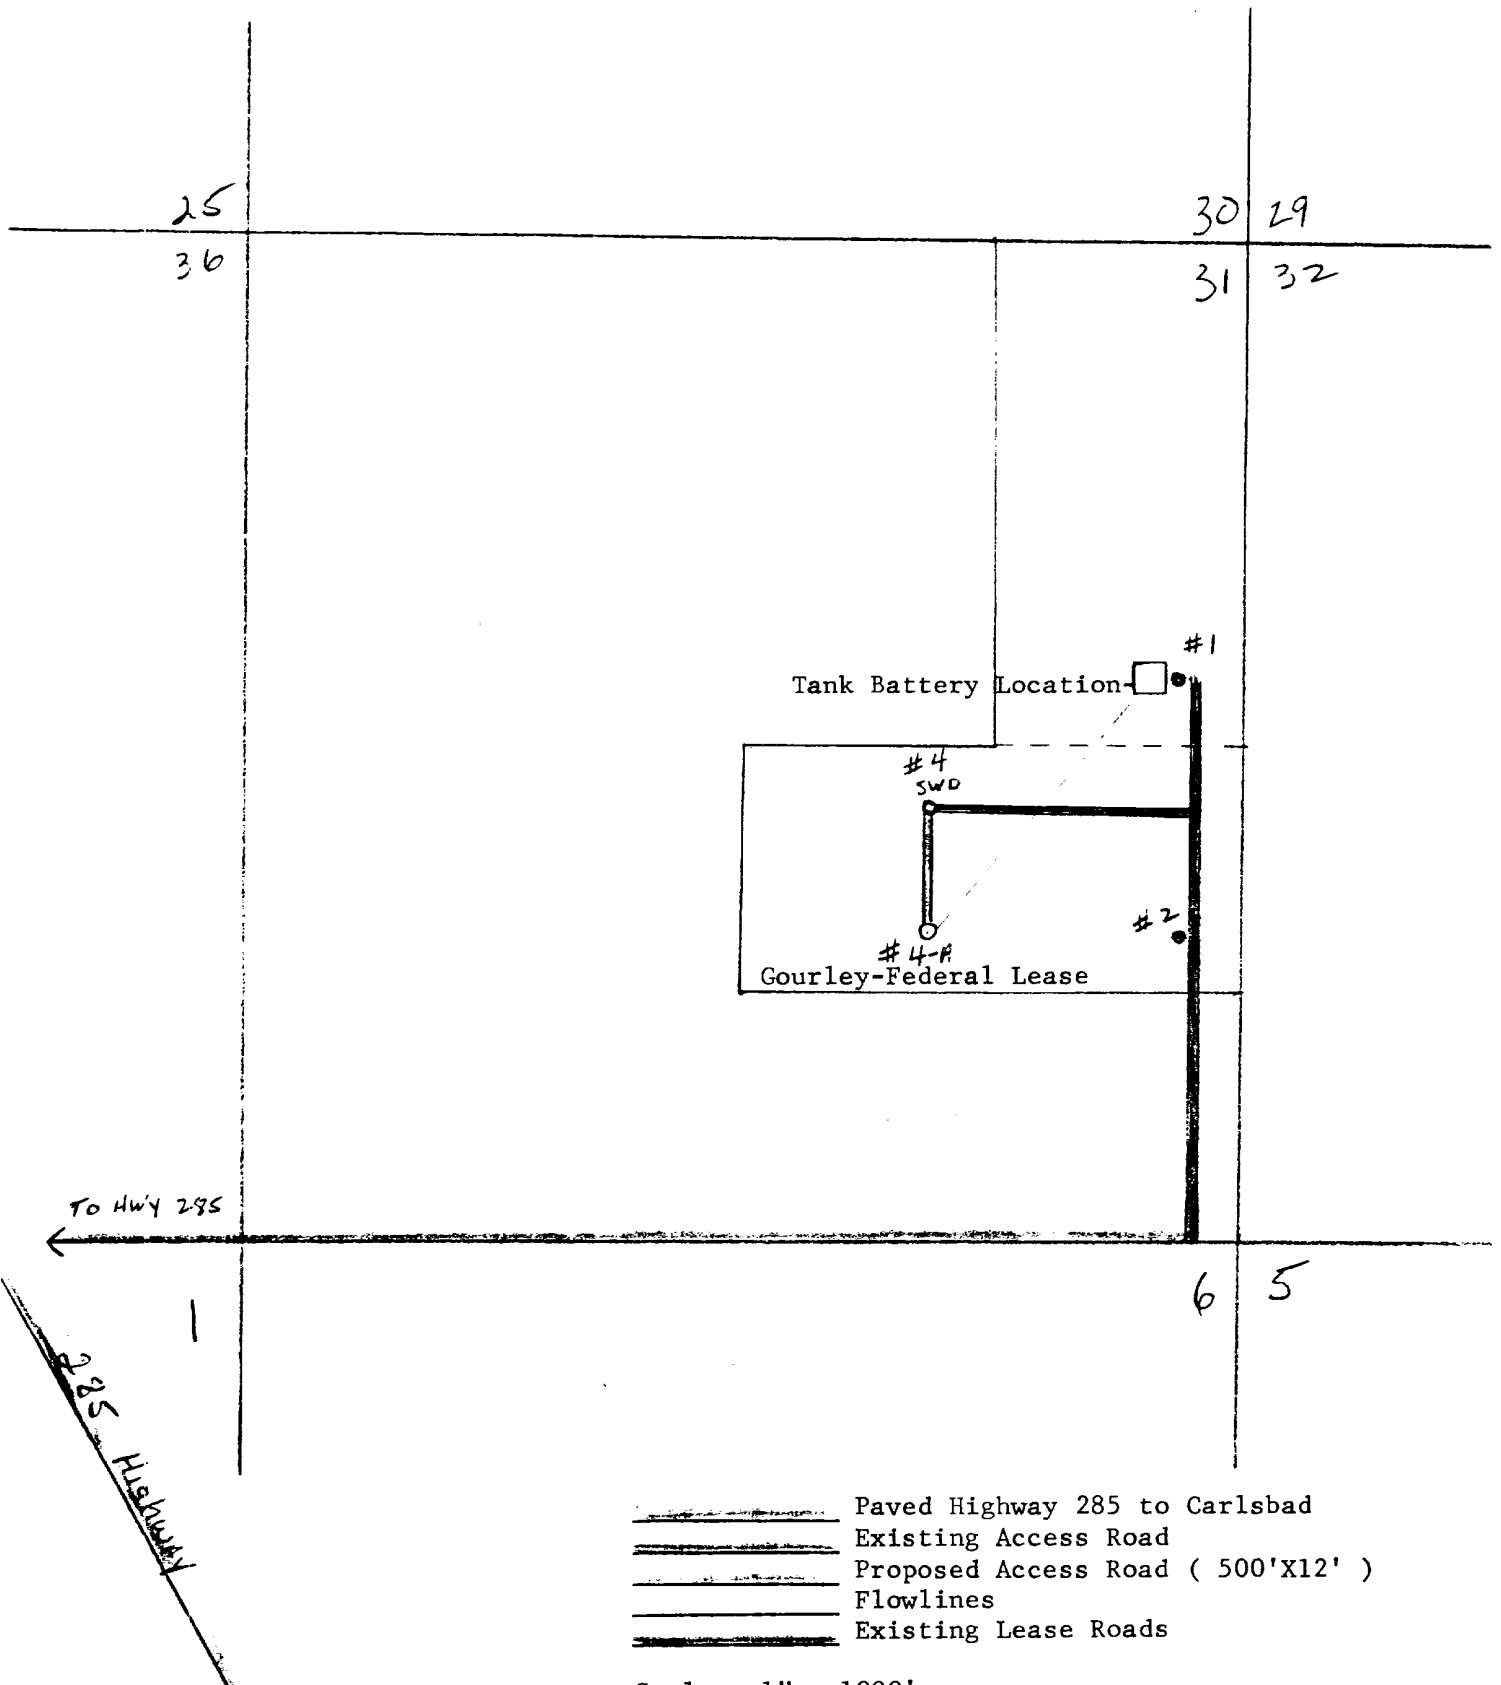 25
30 29
36
31 32
#1
Tank Battery Location
#4
SWD
#2
#4-A
Gourley-Federal Lease
TO HWY 285
6 5
1
285 Highway
Paved Highway 285 to Carlsbad
Existing Access Road
Proposed Access Road ( 500'X12' )
Flowlines
Existing Lease Roads